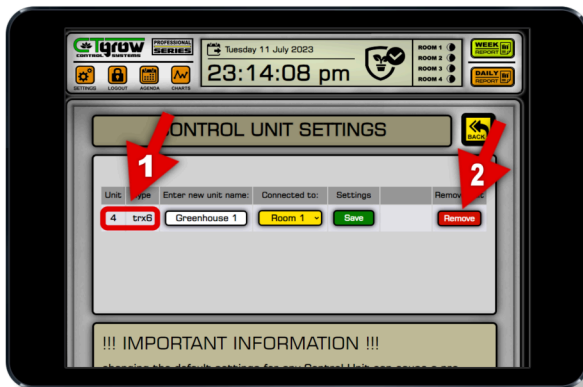 GTgrow PROFESSIONAL SERIES
CONTROL SYSTEMS
SETTINGS LOGOUT AGENDA CHARTS
Tuesday
11 July 2023
23:14:08 pm
ROOM 1
ROOM 2
ROOM 3
ROOM 4
WEEK REPORT
DAILY REPORT
CONTROL UNIT SETTINGS
BACK
1
2
Unit Type Enter new unit name: Connected to: Settings
4 trx6 Greenhouse 1 Room 1 Save Remove
!!! IMPORTANT INFORMATION !!!